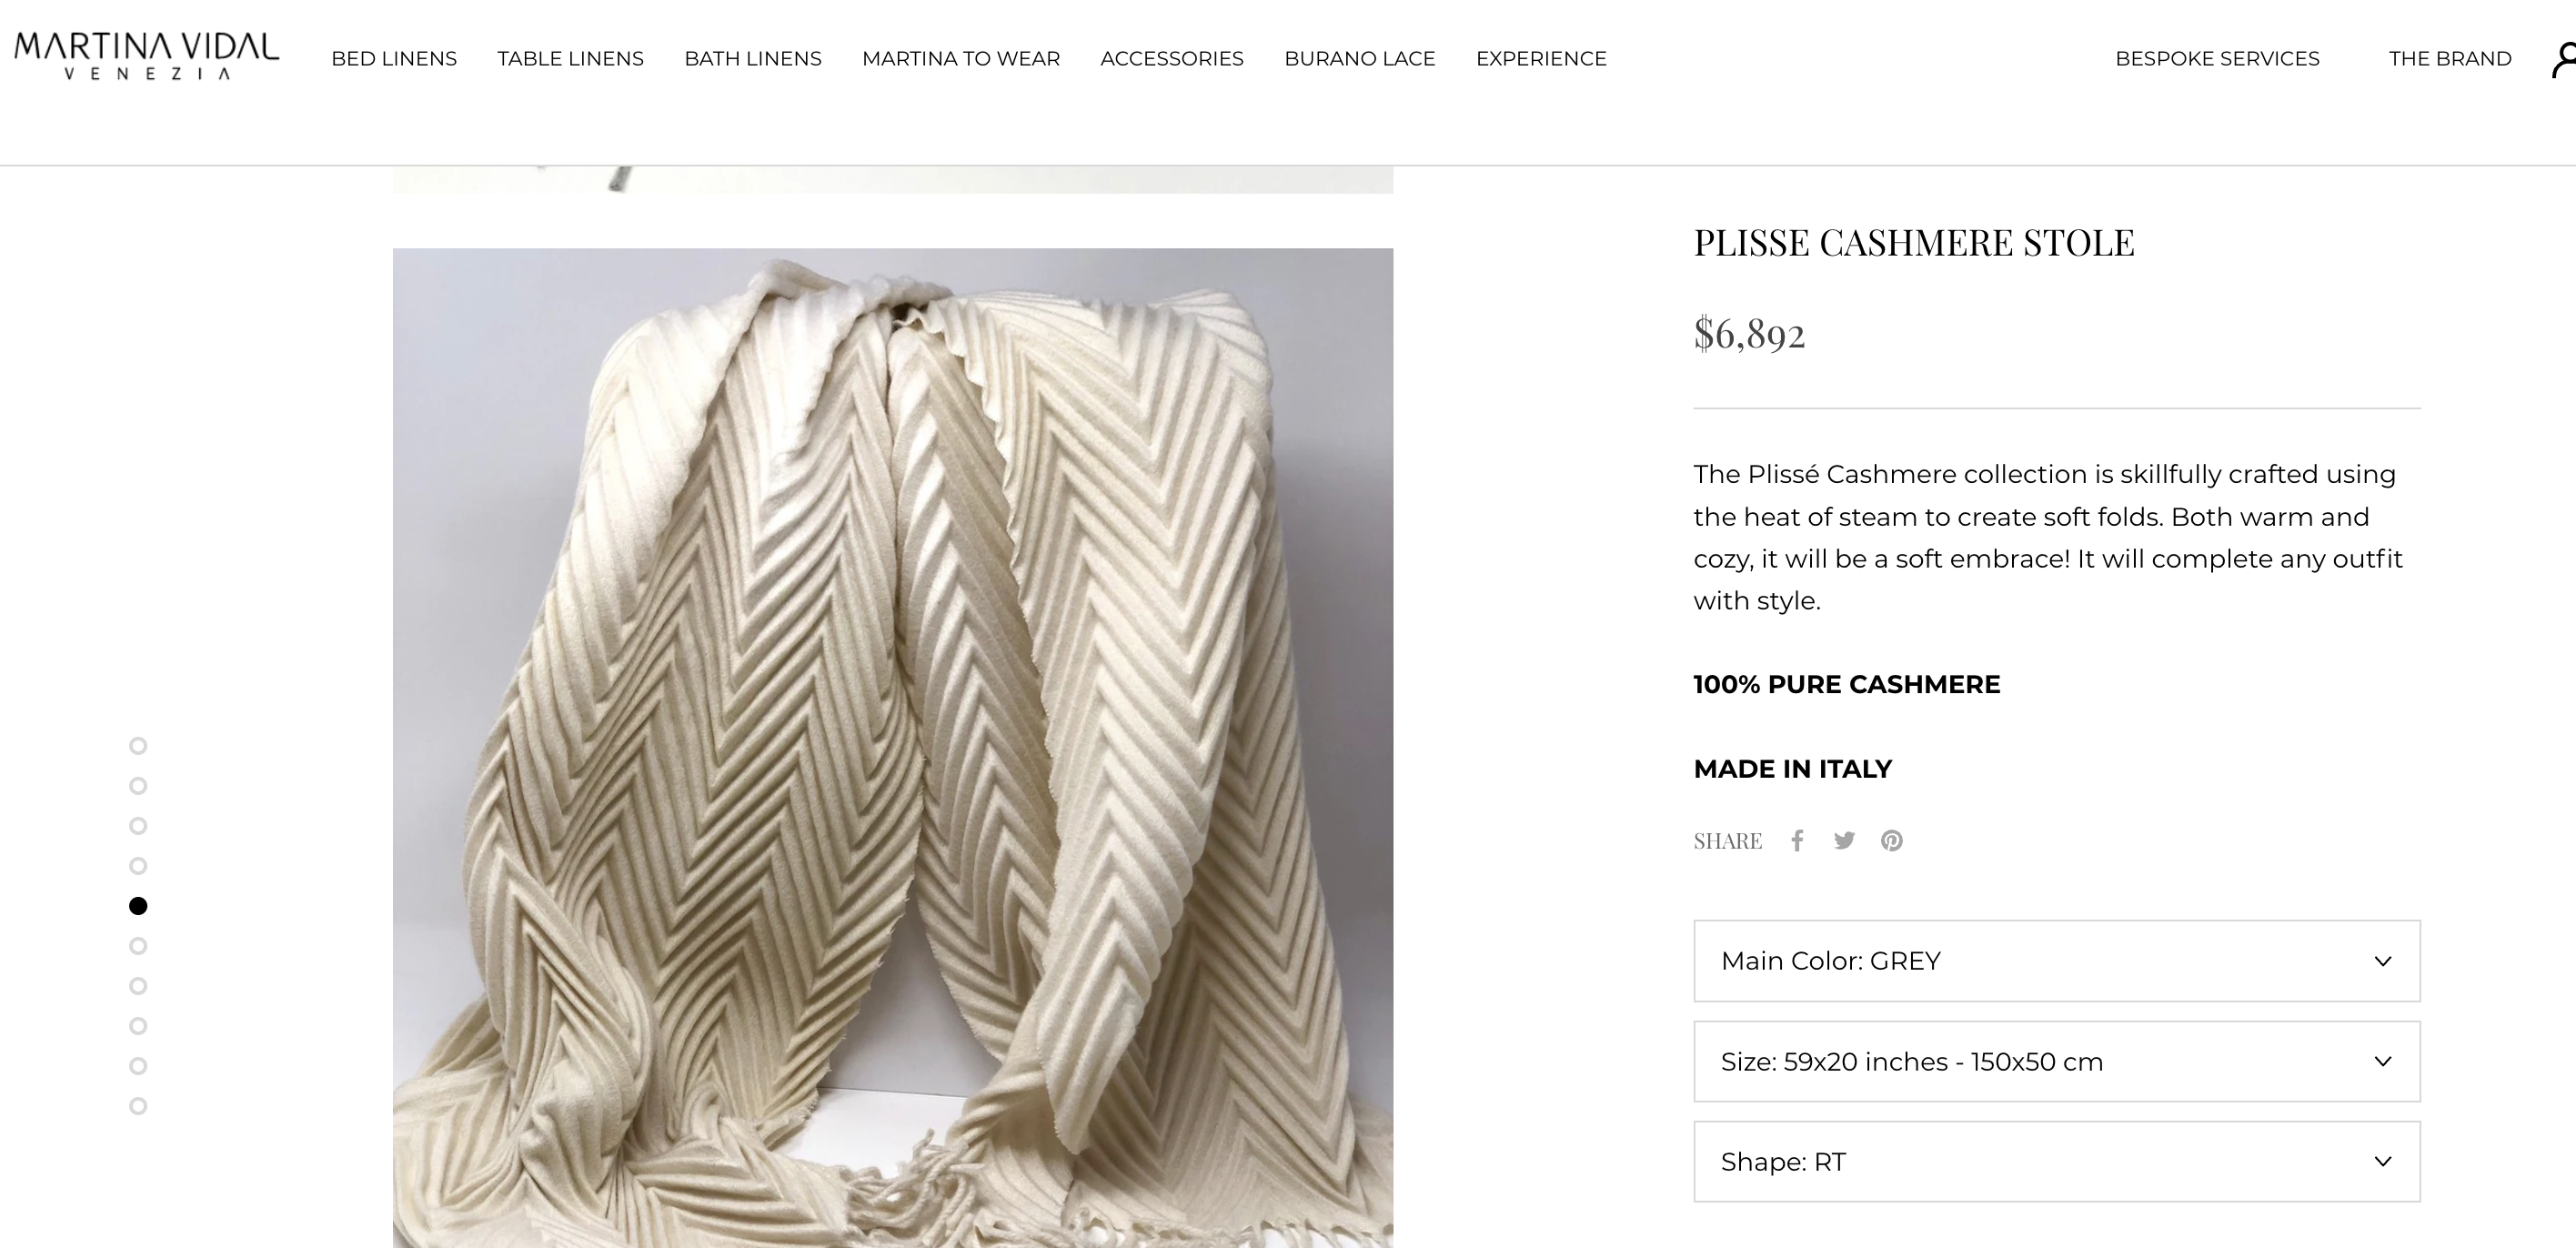 MARTINA VIDAL
VENEZIA
BED LINENS
TABLE LINENS
BATH LINENS
MARTINA TO WEAR
ACCESSORIES
BURANO LACE
EXPERIENCE
BESPOKE SERVICES
THE BRAND
PLISSE CASHMERE STOLE
$6,892
The Plissé Cashmere collection is skillfully crafted using
the heat of steam to create soft folds. Both warm and
cozy, it will be a soft embrace! It will complete any outfit
with style.
100% PURE CASHMERE
MADE IN ITALY
SHARE
Main Color: GREY
Size: 59x20 inches - 150x50 cm
Shape: RT